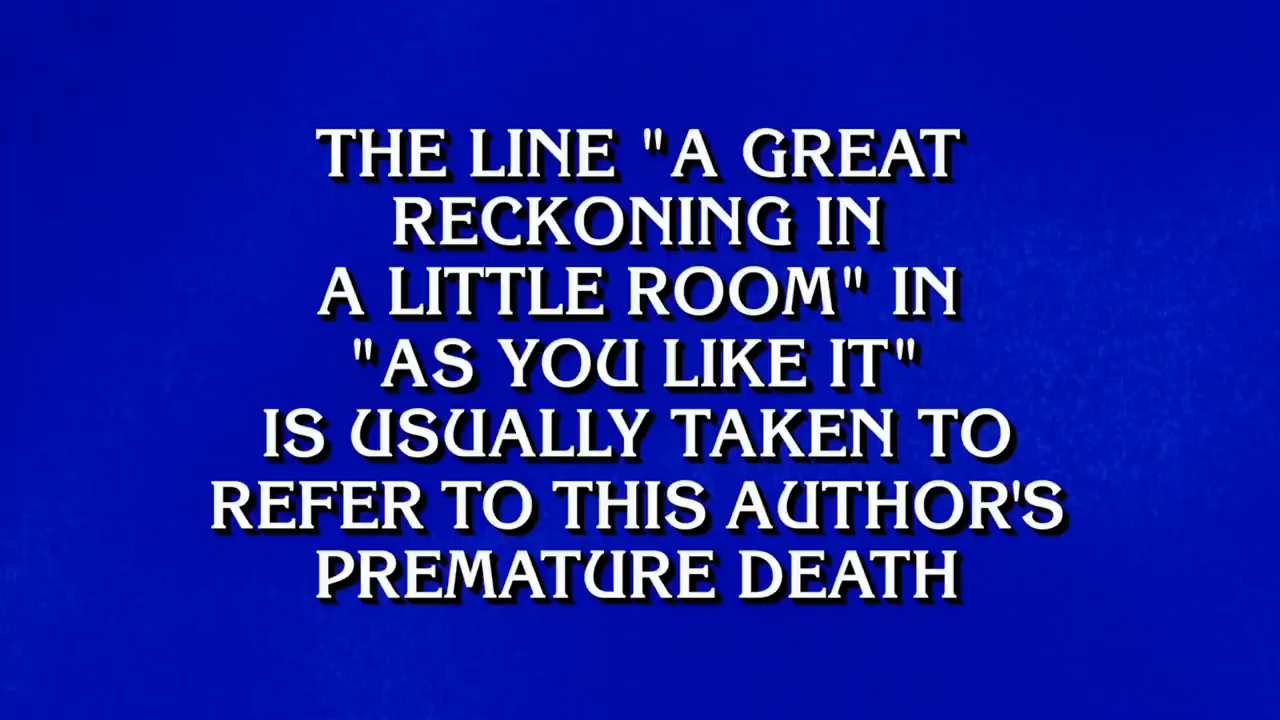 THE LINE "A GREAT
RECKONING IN
A LITTLE ROOM" IN
"AS YOU LIKE IT"
IS USUALLY TAKEN TO
REFER TO THIS AUTHOR'S
PREMATURE DEATH